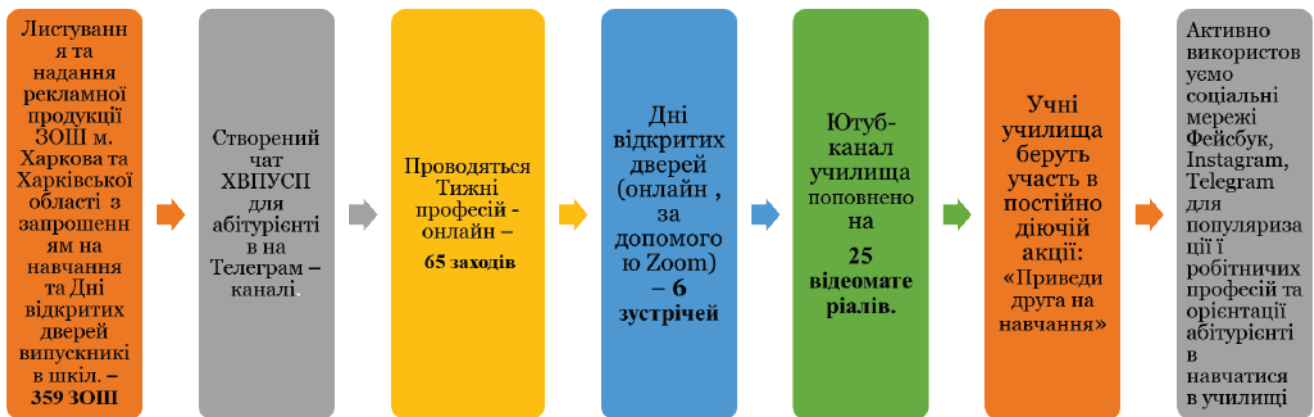 Листуванн
я та
надання
рекламної
продукції
ЗОШ м.
Харкова та
Харківської
області з
запрошенн
ям на
навчання
та Дні
відкритих
дверей
випускникі
в шкіл. –
359 ЗОШ
Створений
чат
ХВПУСП
для
абітурієнті
в на
Телеграм –
каналі.
Проводяться
Тижні
професій -
онлайн –
65 заходів
Дні
відкритих
дверей
(онлайн ,
за
допомого
ю Zoom)
– 6
зустрічей
Ютуб-
канал
училища
поповнено
на
25
відеомате
ріалів.
Учні
училища
беруть
участь в
постійно
діючій
акції:
«Приведи
друга на
навчання»
Активно
використов
уємо
соціальні
мережі
Фейсбук,
Instagram,
Telegram
для
популяриза
ції ї
робітничих
професій та
орієнтації
абітурієнті
в
навчатися
в училищі